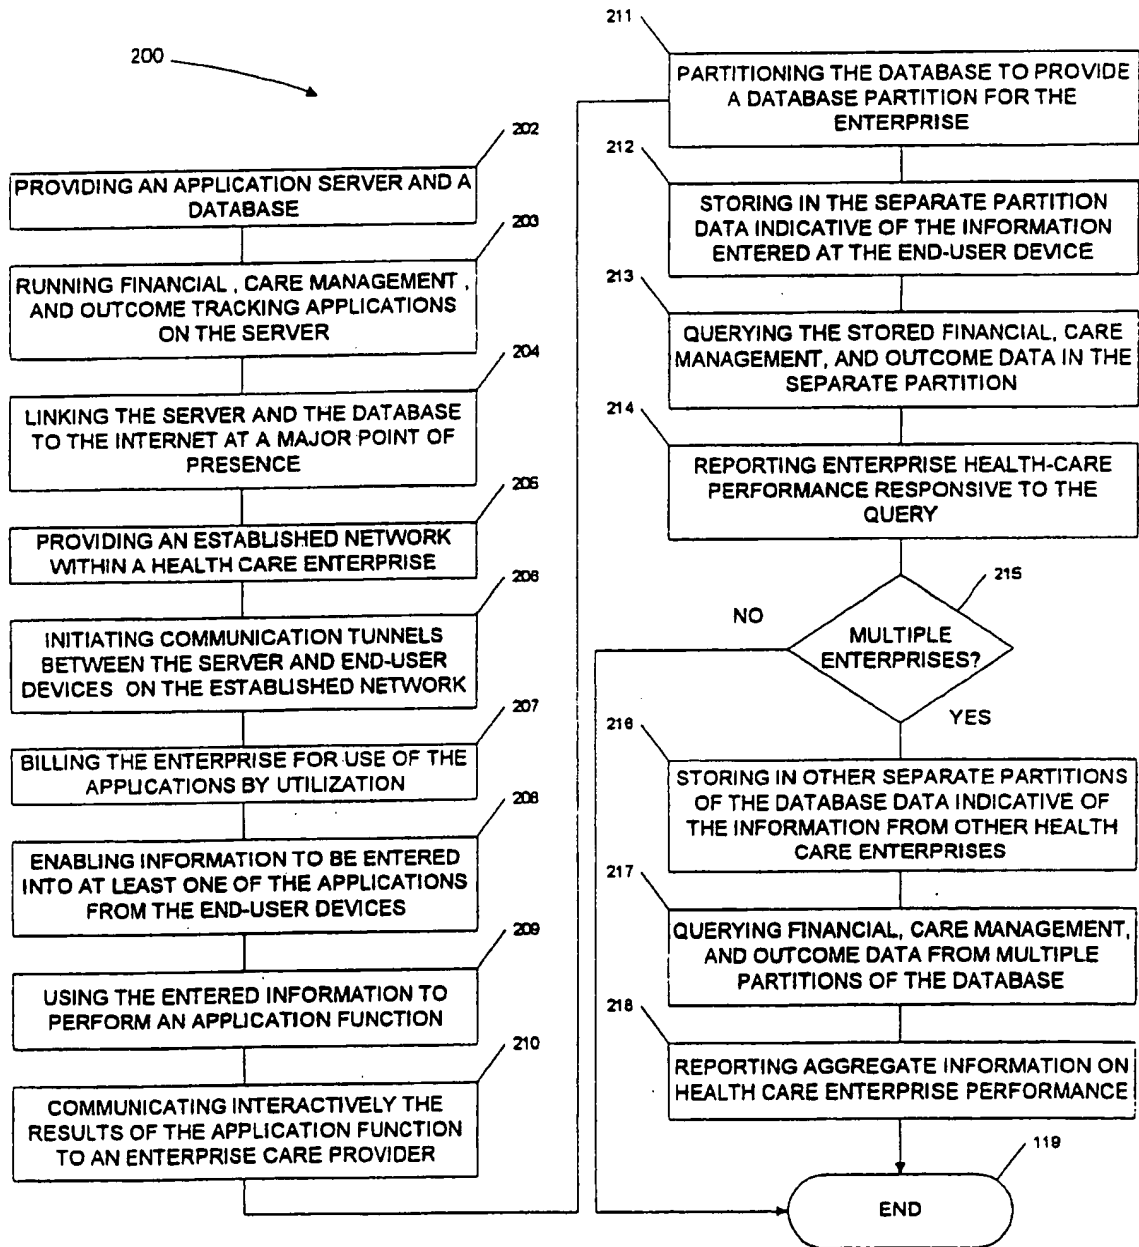 200
202
PROVIDING AN APPLICATION SERVER AND A
DATABASE
203
RUNNING FINANCIAL , CARE MANAGEMENT ,
AND OUTCOME TRACKING APPLICATIONS
ON THE SERVER
204
LINKING THE SERVER AND THE DATABASE
TO THE INTERNET AT A MAJOR POINT OF
PRESENCE
205
PROVIDING AN ESTABLISHED NETWORK
WITHIN A HEALTH CARE ENTERPRISE
206
INITIATING COMMUNICATION TUNNELS
BETWEEN THE SERVER AND END-USER
DEVICES ON THE ESTABLISHED NETWORK
207
BILLING THE ENTERPRISE FOR USE OF THE
APPLICATIONS BY UTILIZATION
208
ENABLING INFORMATION TO BE ENTERED
INTO AT LEAST ONE OF THE APPLICATIONS
FROM THE END-USER DEVICES
209
USING THE ENTERED INFORMATION TO
PERFORM AN APPLICATION FUNCTION
210
COMMUNICATING INTERACTIVELY THE
RESULTS OF THE APPLICATION FUNCTION
TO AN ENTERPRISE CARE PROVIDER
211
PARTITIONING THE DATABASE TO PROVIDE
A DATABASE PARTITION FOR THE
ENTERPRISE
212
STORING IN THE SEPARATE PARTITION
DATA INDICATIVE OF THE INFORMATION
ENTERED AT THE END-USER DEVICE
213
QUERYING THE STORED FINANCIAL, CARE
MANAGEMENT, AND OUTCOME DATA IN THE
SEPARATE PARTITION
214
REPORTING ENTERPRISE HEALTH-CARE
PERFORMANCE RESPONSIVE TO THE
QUERY
215
NO
MULTIPLE
ENTERPRISES?
YES
216
STORING IN OTHER SEPARATE PARTITIONS
OF THE DATABASE DATA INDICATIVE OF
THE INFORMATION FROM OTHER HEALTH
CARE ENTERPRISES
217
QUERYING FINANCIAL, CARE MANAGEMENT,
AND OUTCOME DATA FROM MULTIPLE
PARTITIONS OF THE DATABASE
218
REPORTING AGGREGATE INFORMATION ON
HEALTH CARE ENTERPRISE PERFORMANCE
119
END